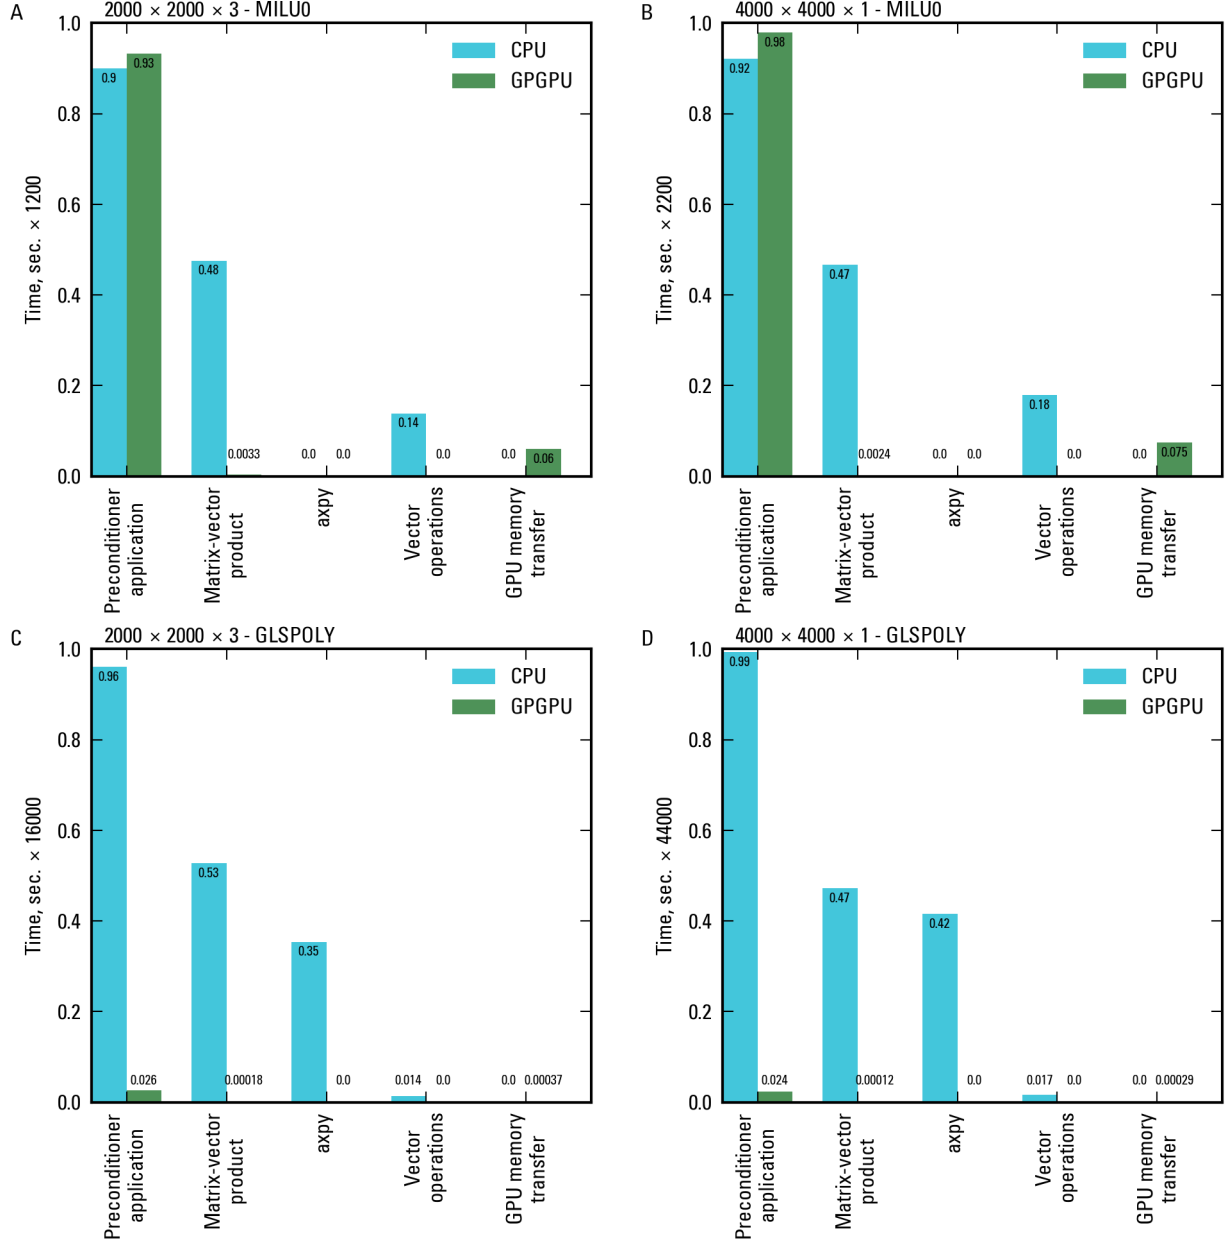 A
2000 × 2000 × 3 - MILU0
1.0
0.8
0.6
0.4
0.2
0.0
Time, sec. × 1200
CPU
GPGPU
0.9
0.93
0.48
0.0033
0.0
0.0
0.14
0.0
0.0
0.06
Preconditioner
application
Matrix-vector
product
axpy
Vector
operations
GPU memory
transfer
B
4000 × 4000 × 1 - MILU0
1.0
0.8
0.6
0.4
0.2
0.0
Time, sec. × 2200
CPU
GPGPU
0.92
0.98
0.47
0.0024
0.0
0.0
0.18
0.0
0.0
0.075
Preconditioner
application
Matrix-vector
product
axpy
Vector
operations
GPU memory
transfer
C
2000 × 2000 × 3 - GLSPOLY
1.0
0.8
0.6
0.4
0.2
0.0
Time, sec. × 16000
CPU
GPGPU
0.96
0.026
0.53
0.00018
0.35
0.0
0.014
0.0
0.0
0.00037
Preconditioner
application
Matrix-vector
product
axpy
Vector
operations
GPU memory
transfer
D
4000 × 4000 × 1 - GLSPOLY
1.0
0.8
0.6
0.4
0.2
0.0
Time, sec. × 44000
CPU
GPGPU
0.99
0.024
0.47
0.00012
0.42
0.0
0.017
0.0
0.0
0.00029
Preconditioner
application
Matrix-vector
product
axpy
Vector
operations
GPU memory
transfer